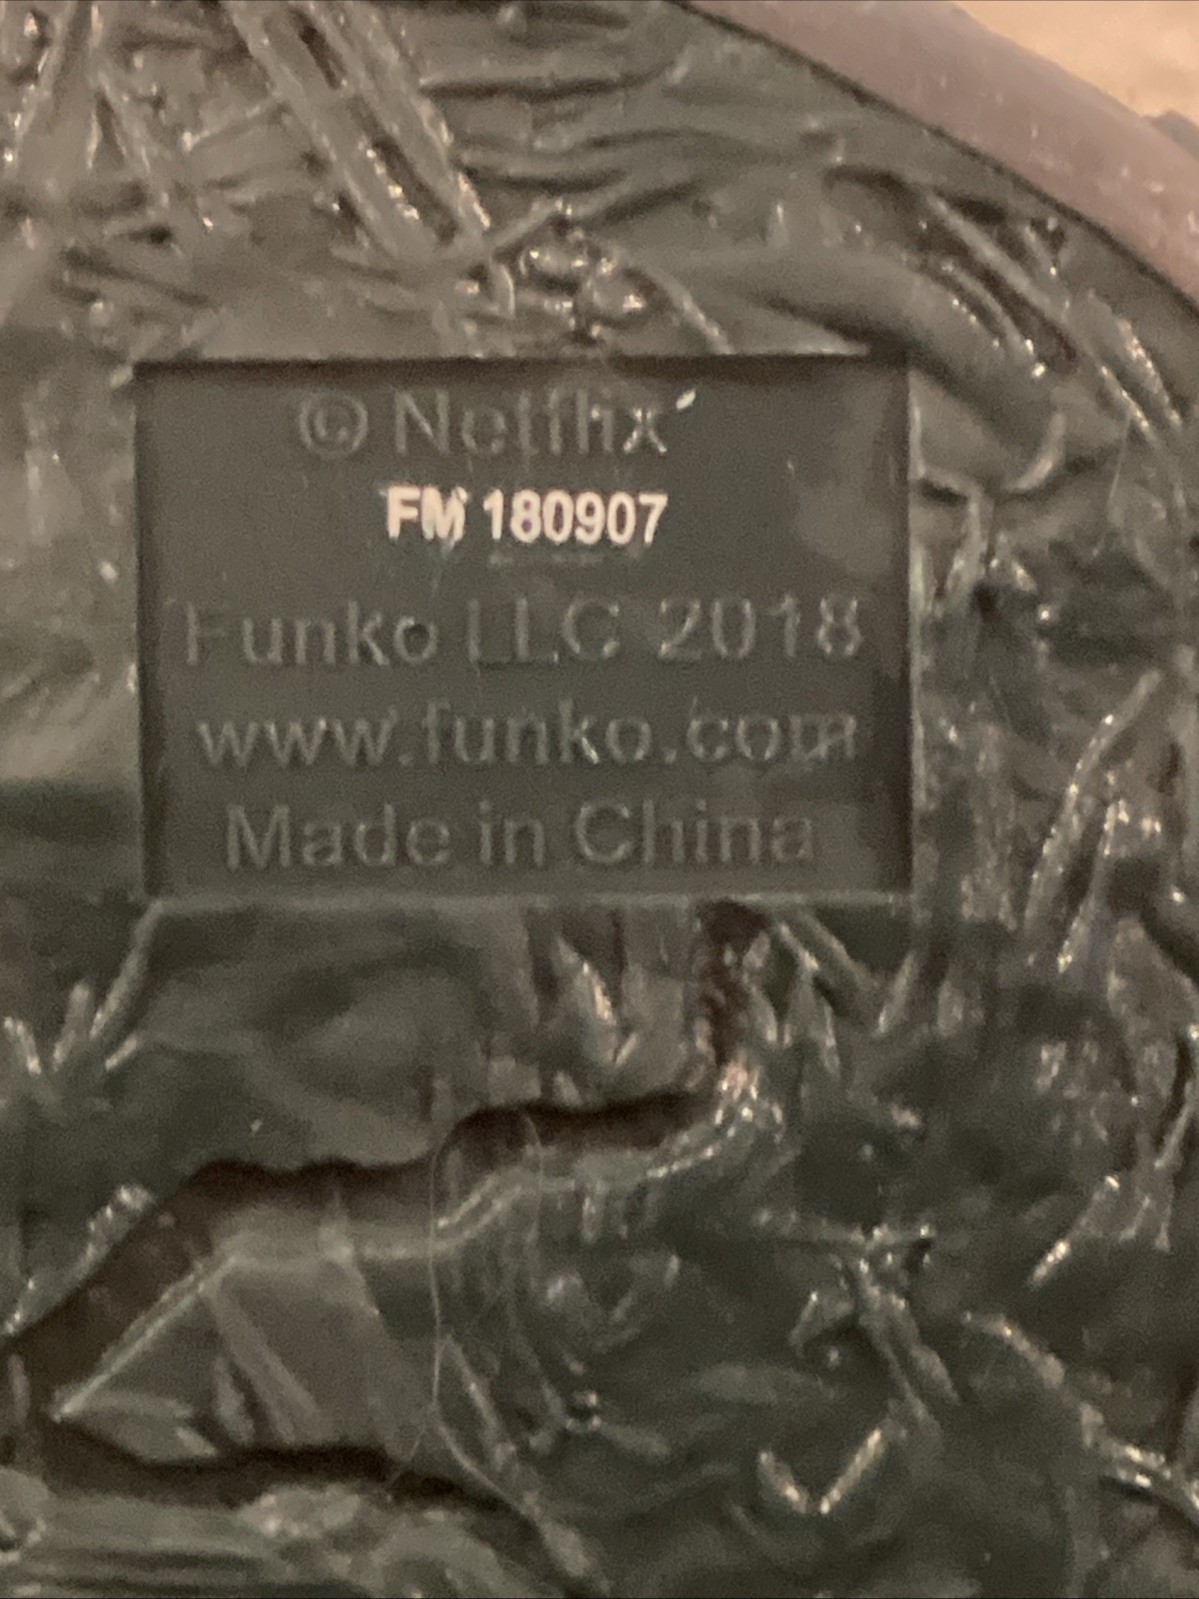 © Netflix
FM 180907
Funko LLC 2018
www.funko.com
Made in China